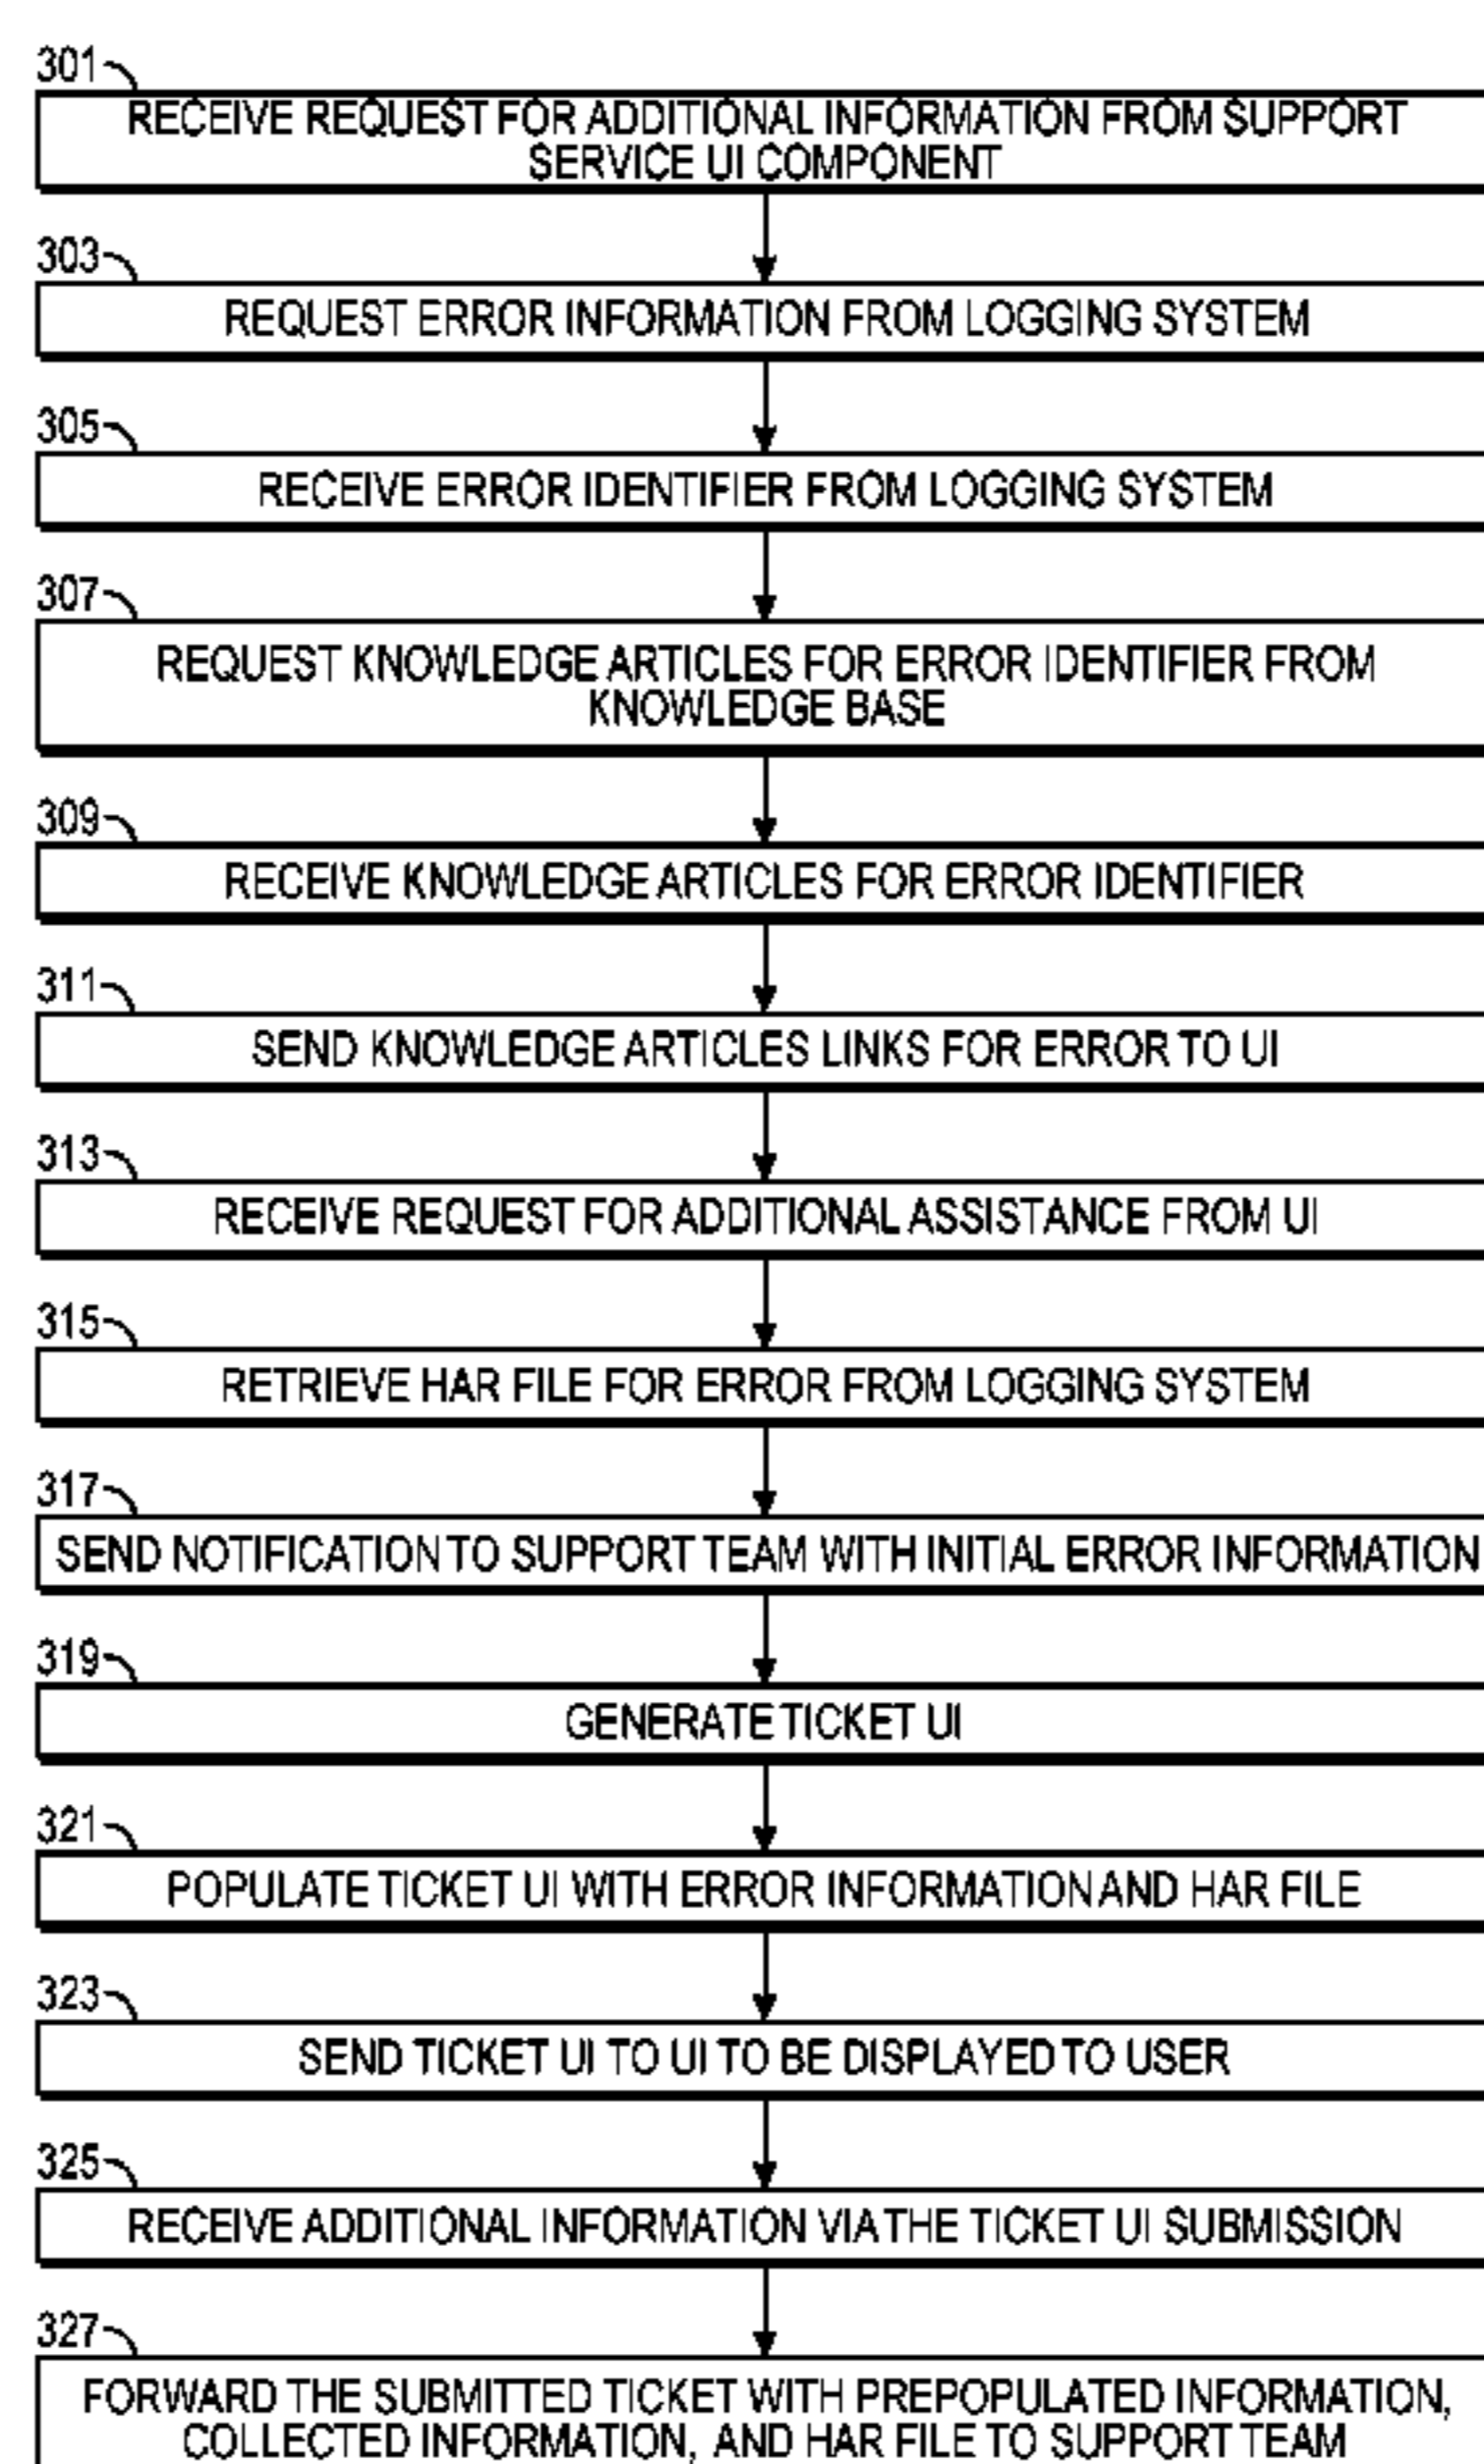 301
RECEIVE REQUEST FOR ADDITIONAL INFORMATION FROM SUPPORT
SERVICE UI COMPONENT
303
REQUEST ERROR INFORMATION FROM LOGGING SYSTEM
305
RECEIVE ERROR IDENTIFIER FROM LOGGING SYSTEM
307
REQUEST KNOWLEDGE ARTICLES FOR ERROR IDENTIFIER FROM
KNOWLEDGE BASE
309
RECEIVE KNOWLEDGE ARTICLES FOR ERROR IDENTIFIER
311
SEND KNOWLEDGE ARTICLES LINKS FOR ERROR TO UI
313
RECEIVE REQUEST FOR ADDITIONAL ASSISTANCE FROM UI
315
RETRIEVE HAR FILE FOR ERROR FROM LOGGING SYSTEM
317
SEND NOTIFICATION TO SUPPORT TEAM WITH INITIAL ERROR INFORMATION
319
GENERATE TICKET UI
321
POPULATE TICKET UI WITH ERROR INFORMATION AND HAR FILE
323
SEND TICKET UI TO UI TO BE DISPLAYED TO USER
325
RECEIVE ADDITIONAL INFORMATION VIA THE TICKET UI SUBMISSION
327
FORWARD THE SUBMITTED TICKET WITH PREPOPULATED INFORMATION,
COLLECTED INFORMATION, AND HAR FILE TO SUPPORT TEAM